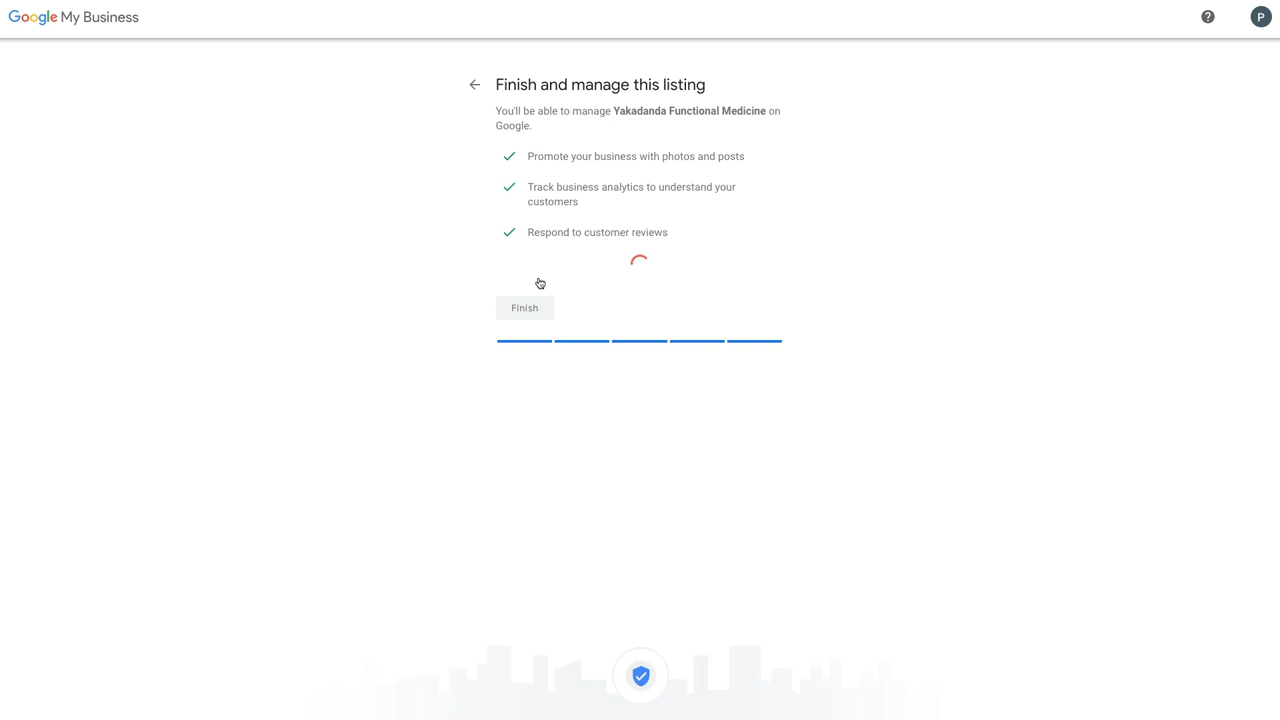 Google My Business
P
Finish and manage this listing
You'll be able to manage Yakadanda Functional Medicine on
Google.
Promote your business with photos and posts
Track business analytics to understand your
customers
Respond to customer reviews
Finish